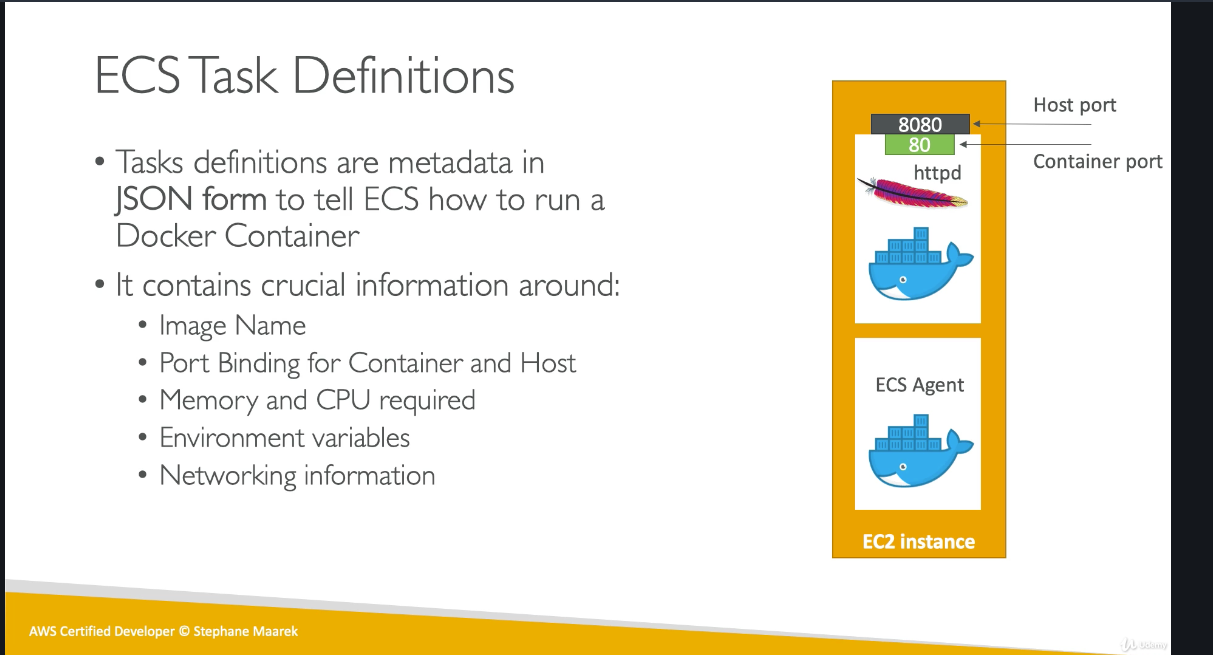 ECS Task Definitions
• Tasks definitions are metadata in
JSON form to tell ECS how to run a
Docker Container
• It contains crucial information around:
• Image Name
• Port Binding for Container and Host
• Memory and CPU required
• Environment variables
• Networking information
Host port
8080
80
Container port
httpd
ECS Agent
EC2 instance
AWS Certified Developer © Stephane Maarek
Udemy